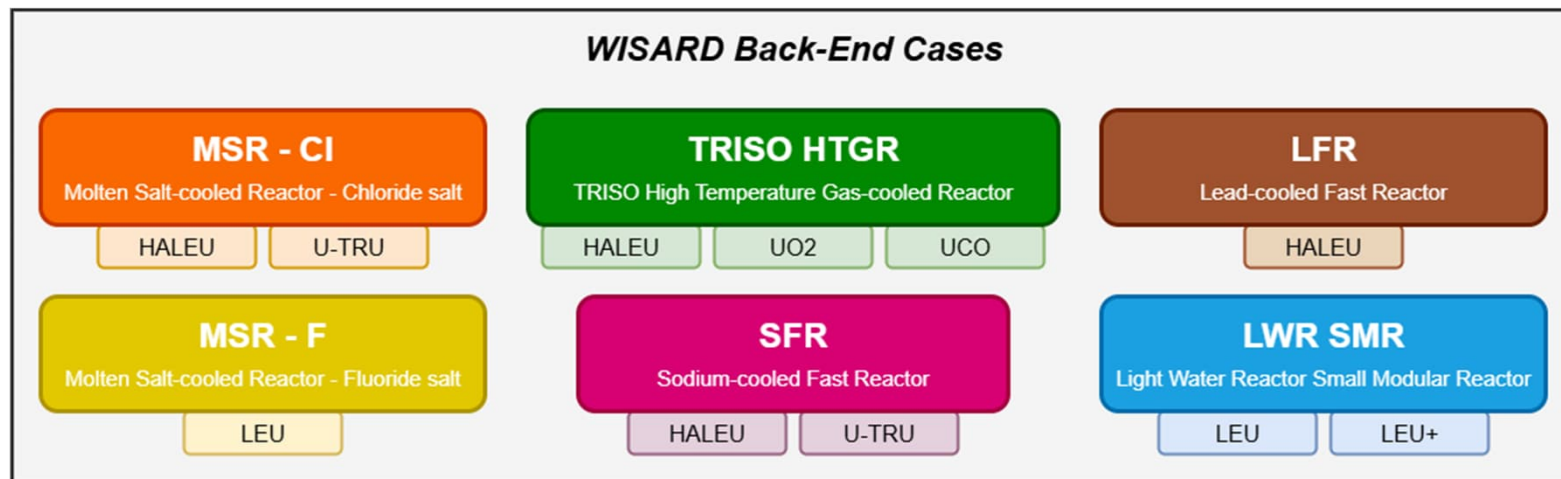 WISARD Back-End Cases
MSR - Cl
Molten Salt-cooled Reactor - Chloride salt
HALEU
U-TRU
TRISO HTGR
TRISO High Temperature Gas-cooled Reactor
HALEU
UO2
UCO
LFR
Lead-cooled Fast Reactor
HALEU
MSR - F
Molten Salt-cooled Reactor - Fluoride salt
LEU
SFR
Sodium-cooled Fast Reactor
HALEU
U-TRU
LWR SMR
Light Water Reactor Small Modular Reactor
LEU
LEU+